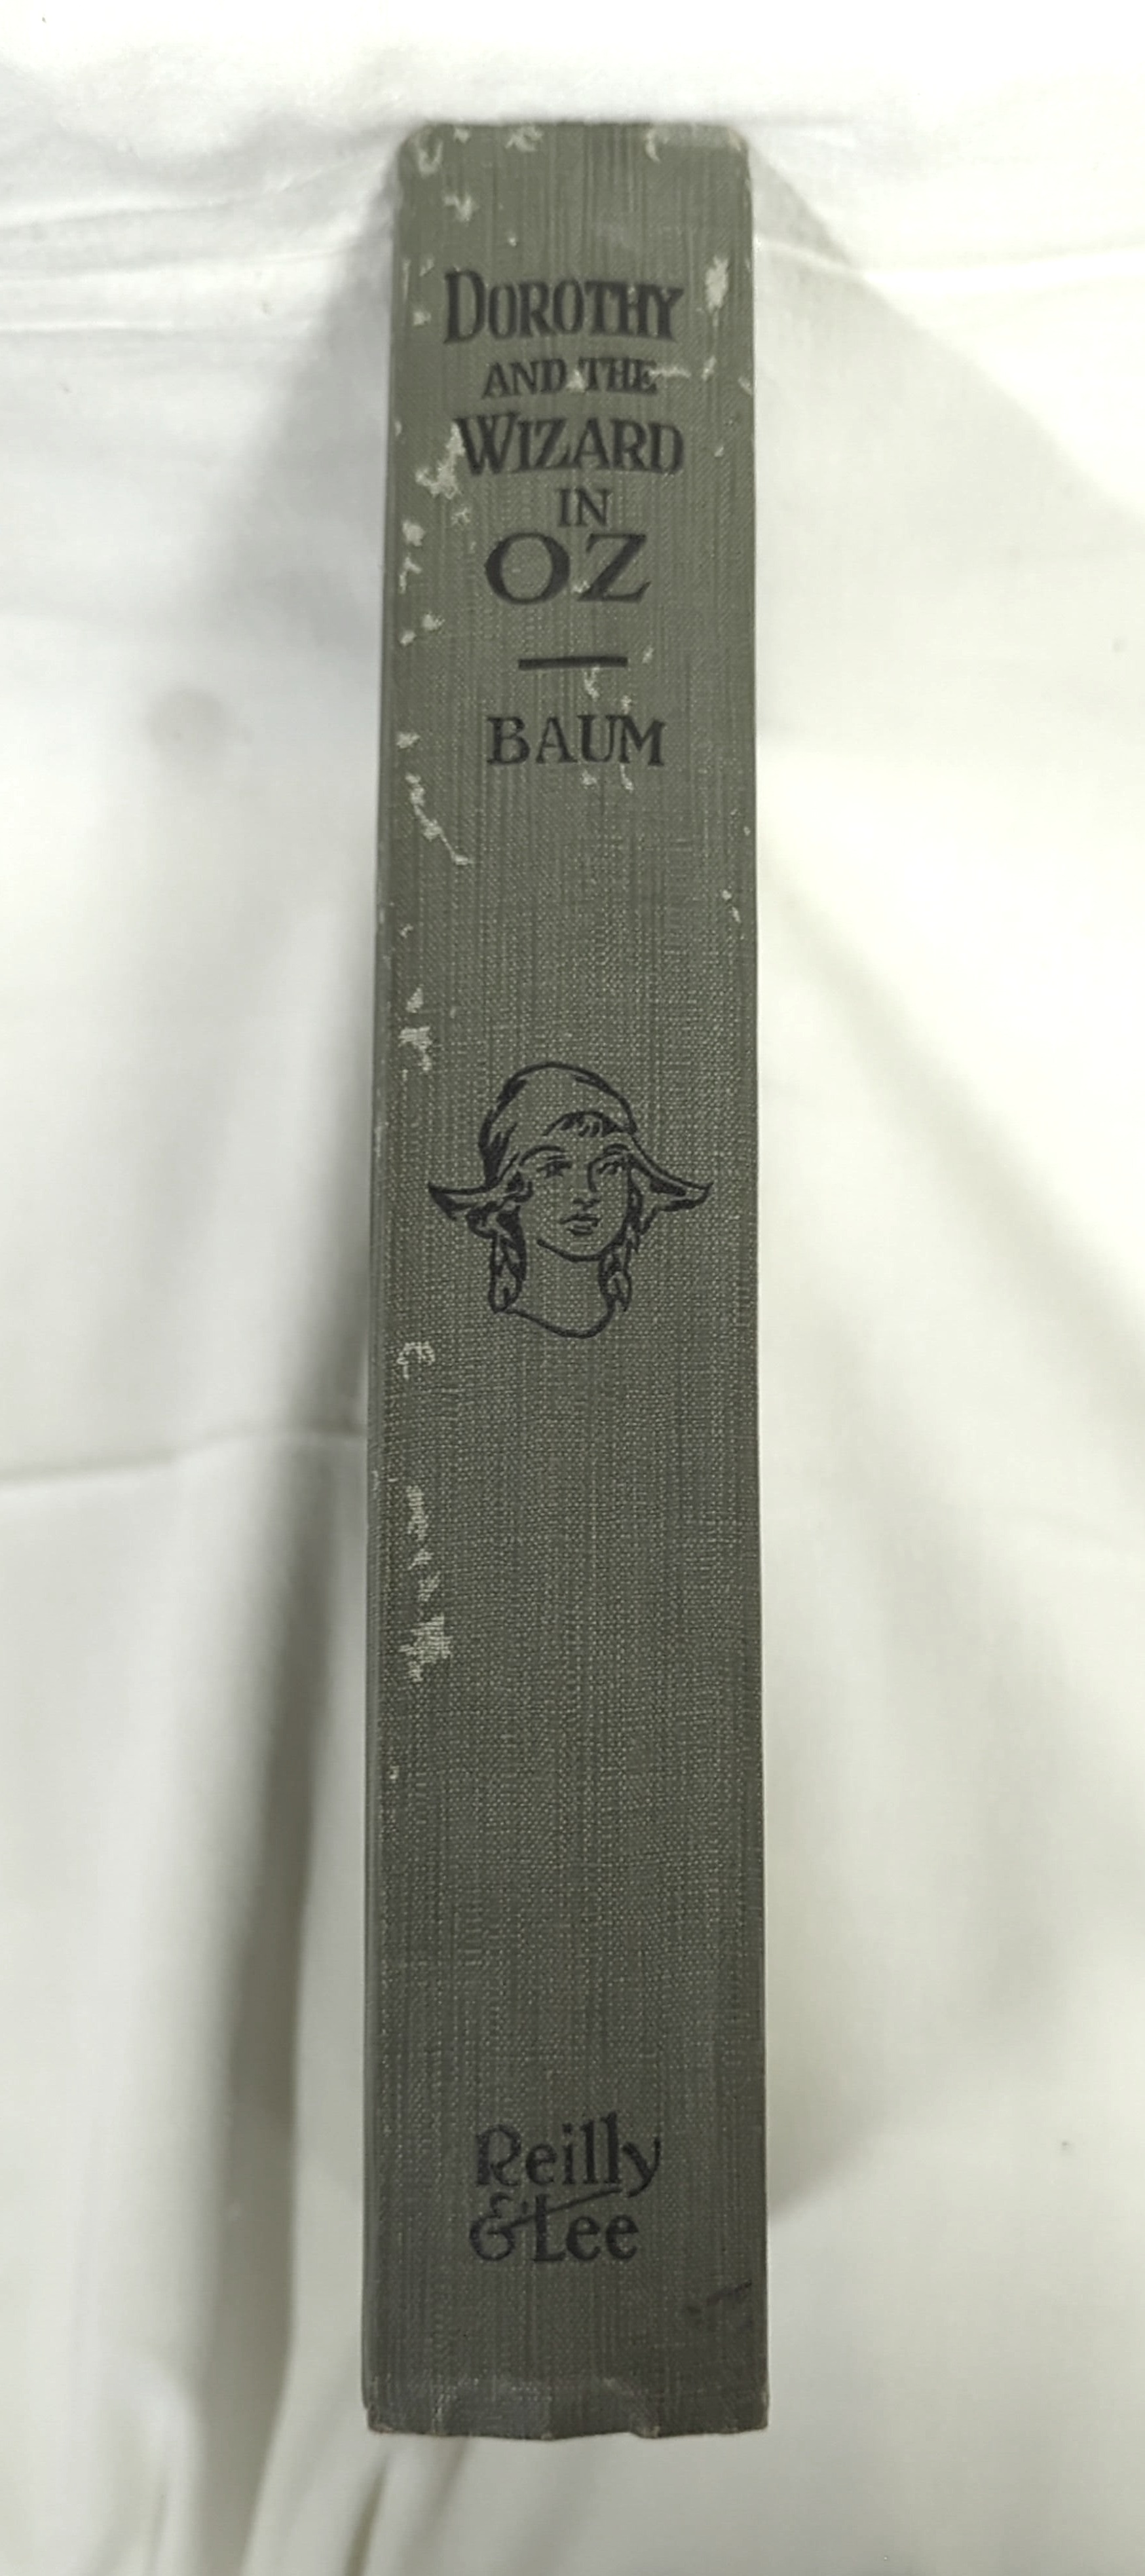 DOROTHY
AND THE
WIZARD
IN
OZ
BAUM
Reilly
& Lee